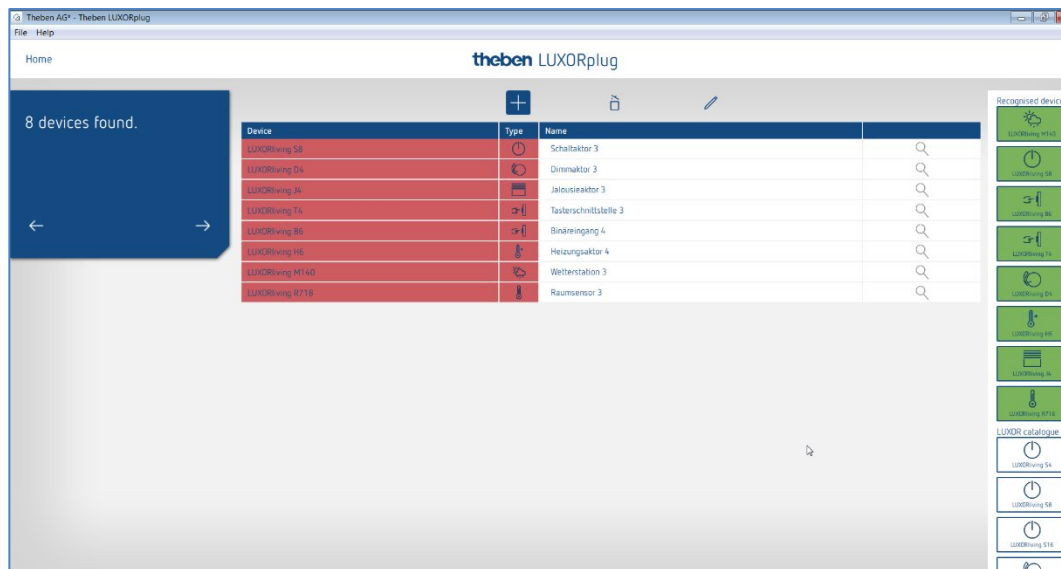 Theben AG* - Theben LUXORplug
File Help
Home
theben LUXORplug
8 devices found.
Device Type Name
LUXORliving S8 Schaltaktor 3
LUXORliving D4 Dimmaktor 3
LUXORliving J4 Jalousieaktor 3
LUXORliving T4 Tasterschnittstelle 3
LUXORliving B6 Binäreingang 4
LUXORliving H6 Heizungsaktor 4
LUXORliving M140 Wetterstation 3
LUXORliving R718 Raumsensor 3
Recognised device
LUXORliving M140
LUXORliving S8
LUXORliving B6
LUXORliving T4
LUXORliving D4
LUXORliving H6
LUXORliving J4
LUXORliving R718
LUXOR catalogue
LUXORliving S4
LUXORliving S8
LUXORliving S16